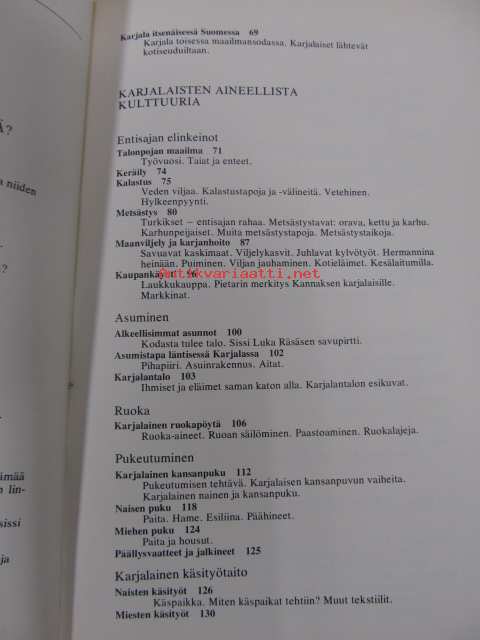 Karjala itsenäisessä Suomessa 69
Karjala toisessa maailmansodassa. Karjalaiset lähtevät
kotiseuduiltaan.
KARJALAISTEN AINEELLISTA
KULTTUURIA
Entisajan elinkeinot
Talonpojan maailma 71
Työvuosi. Taiat ja enteet.
Keräily 74
Kalastus 75
Veden viljaa. Kalastustapoja ja -välineitä. Vetehinen.
Hylkeenpyynti.
Metsästys 80
Turkikset — entisajan rahaa. Metsästystavat: orava, kettu ja karhu.
Karhunpeijaiset. Muita metsästystapoja. Metsästystaikoja.
Maanviljely ja karjanhoito 87
Savuavat kaskimaat. Viljelykasvit. Juhlavat kylvötyöt. Hermannina
heinään. Puiminen. Viljan jauhaminen. Kotieläimet. Kesälaitumilla.
Kaupankäynti 96
Antikvariaatti.net
Laukkukauppa. Pietarin merkitys Kannaksen karjalaisille.
Markkinat.
Asuminen
Alkeellisimmat asunnot 100
Kodasta tulee talo. Sissi Luka Räsäsen savupirtti.
Asumistapa läntisessä Karjalassa 102
Pihapiiri. Asuinrakennus. Aitat.
Karjalantalo 103
Ihmiset ja eläimet saman katon alla. Karjalantalon esikuvat.
Ruoka
Karjalainen ruokapöytä 106
Ruoka-aineet. Ruoan säilöminen. Paastoaminen. Ruokalajeja.
Pukeutuminen
Karjalainen kansanpuku 112
Pukeutumisen tehtävä. Karjalaisen kansanpuvun vaiheita.
Karjalainen nainen ja kansanpuku.
Naisen puku 118
Paita. Hame. Esiliina. Päähineet.
Miehen puku 124
Paita ja housut.
Päällysvaatteet ja jalkineet 125
Karjalainen käsityötaito
Naisten käsityöt 126
Käspaikka. Miten käspaikat tehtiin? Muut tekstiilit.
Miesten käsityöt 130
Ä?
niiden
?
ämää
lin-
sissi
ja